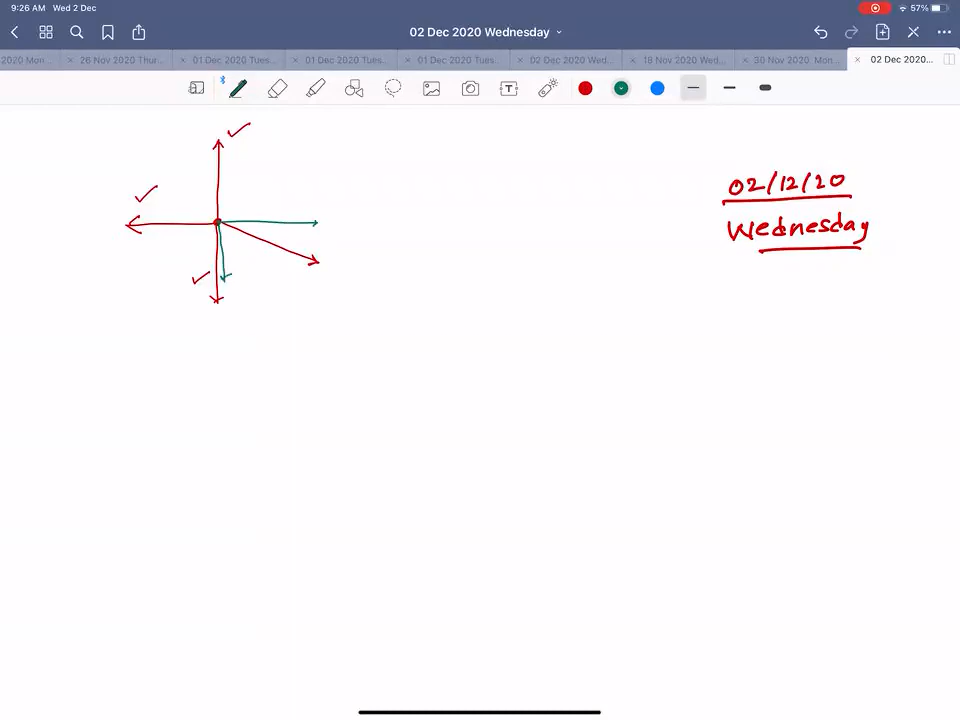 9:26 AM Wed 2 Dec 57%
02 Dec 2020 Wednesday
2020 Mon... 26 Nov 2020 Thur... 01 Dec 2020 Tues... 01 Dec 2020 Tues... 01 Dec 2020 Tues... 02 Dec 2020 Wed... 18 Nov 2020 Wed... 30 Nov 2020 Mon... 02 Dec 2020...
T
02/12/20
Wednesday